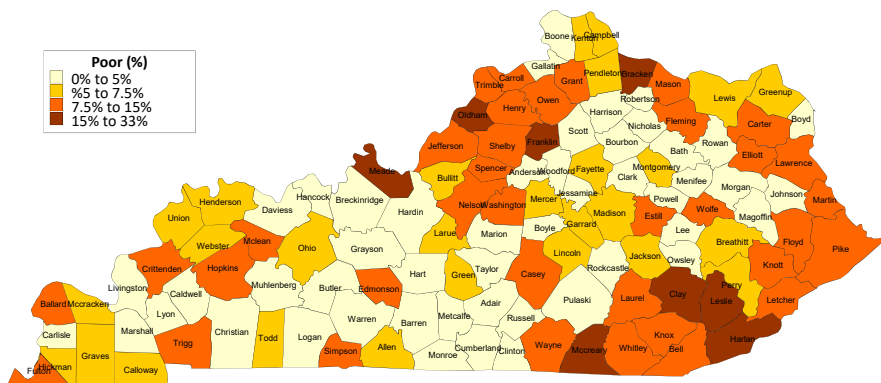 Poor (%)
0% to 5%
%5 to 7.5%
7.5% to 15%
15% to 33%
Boone
Kenton
Campbell
Gallatin
Pendleton
Bracken
Trimble
Carroll
Grant
Mason
Lewis
Greenup
Owen
Robertson
Oldham
Henry
Harrison
Fleming
Carter
Boyd
Scott
Nicholas
Jefferson
Shelby
Franklin
Bourbon
Rowan
Bath
Elliott
Lawrence
Meade
Spencer
Anderson
Woodford
Fayette
Montgomery
Bullitt
Clark
Menifee
Morgan
Johnson
Martin
Hancock
Breckinridge
Nelson
Washington
Mercer
Jessamine
Powell
Henderson
Daviess
Hardin
Madison
Estill
Wolfe
Magoffin
Union
Larue
Marion
Boyle
Garrard
Lee
Floyd
Pike
Webster
Mclean
Ohio
Grayson
Lincoln
Jackson
Breathitt
Knott
Crittenden
Hopkins
Hart
Green
Taylor
Casey
Rockcastle
Owsley
Livingston
Caldwell
Muhlenberg
Butler
Edmonson
Perry
Ballard
Mccracken
Adair
Pulaski
Laurel
Clay
Leslie
Letcher
Lyon
Warren
Barren
Metcalfe
Russell
Carlisle
Marshall
Christian
Todd
Logan
Knox
Harlan
Trigg
Simpson
Allen
Monroe
Cumberland
Clinton
Wayne
Mccreary
Whitley
Bell
Fulton
Hickman
Graves
Calloway